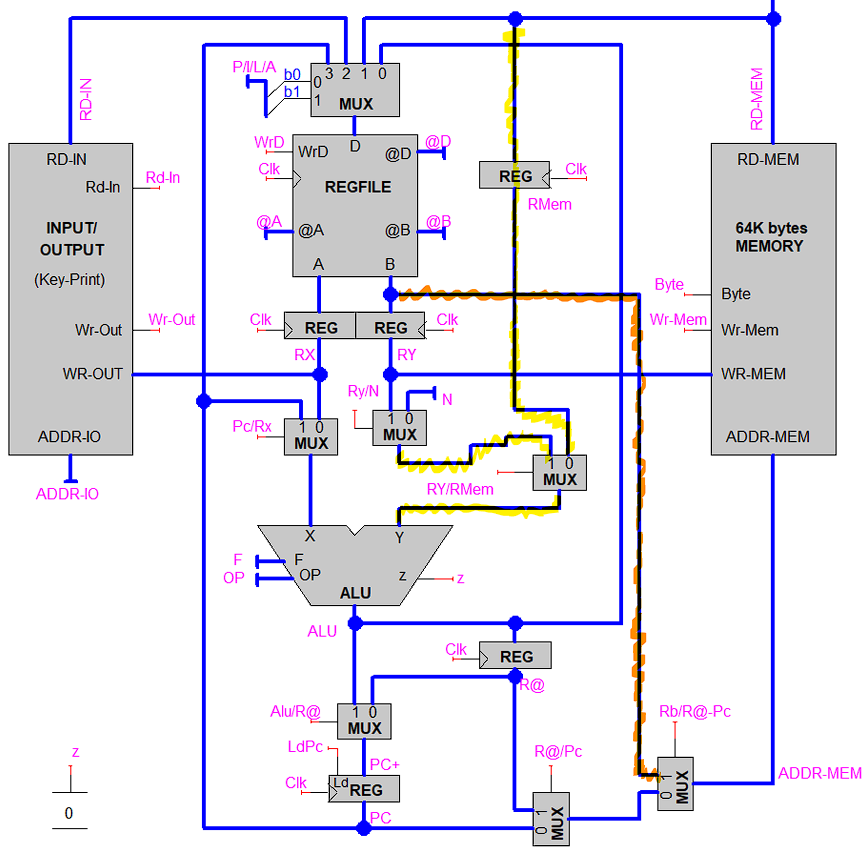 RD-IN
RD-MEM
P/I/L/A
b0
b1
0
1
3 2 1 0
MUX
WrD
Clk
WrD
D
@D
@D
REGFILE
@A
@A
@B
@B
A
B
REG
Clk
RMem
RD-IN
Rd-In
Rd-In
INPUT/
OUTPUT
(Key-Print)
Wr-Out
Wr-Out
WR-OUT
ADDR-IO
ADDR-IO
RD-MEM
64K bytes
MEMORY
Byte
Byte
Wr-Mem
Wr-Mem
WR-MEM
ADDR-MEM
Clk
REG
REG
Clk
RX
RY
Pc/Rx
1 0
MUX
Ry/N
N
1 0
MUX
RY/RMem
1 0
MUX
X
Y
F
F
OP
OP
z
z
ALU
ALU
Clk
REG
R@
Alu/R@
1 0
MUX
LdPc
PC+
Clk
Ld
REG
PC
R@/Pc
0 1
MUX
Rb/R@-Pc
0 1
MUX
ADDR-MEM
z
0